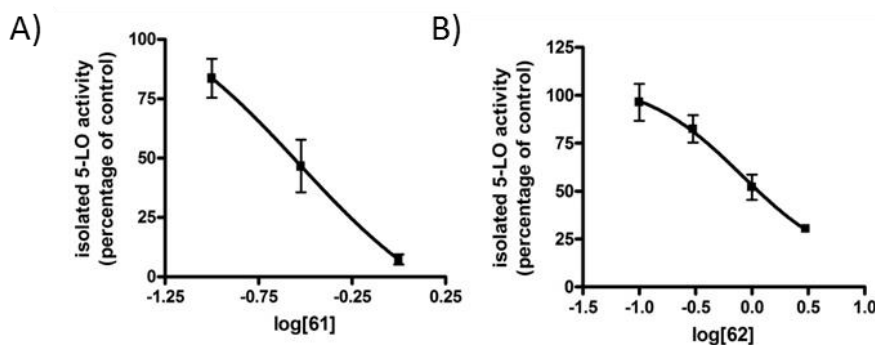 A)
isolated 5-LO activity
(percentage of control)
100
75
50
25
0
-1.25
-0.75
-0.25
0.25
log[61]
B)
isolated 5-LO activity
(percentage of control)
125
100
75
50
25
0
-1.5
-1.0
-0.5
0.0
0.5
1.0
log[62]